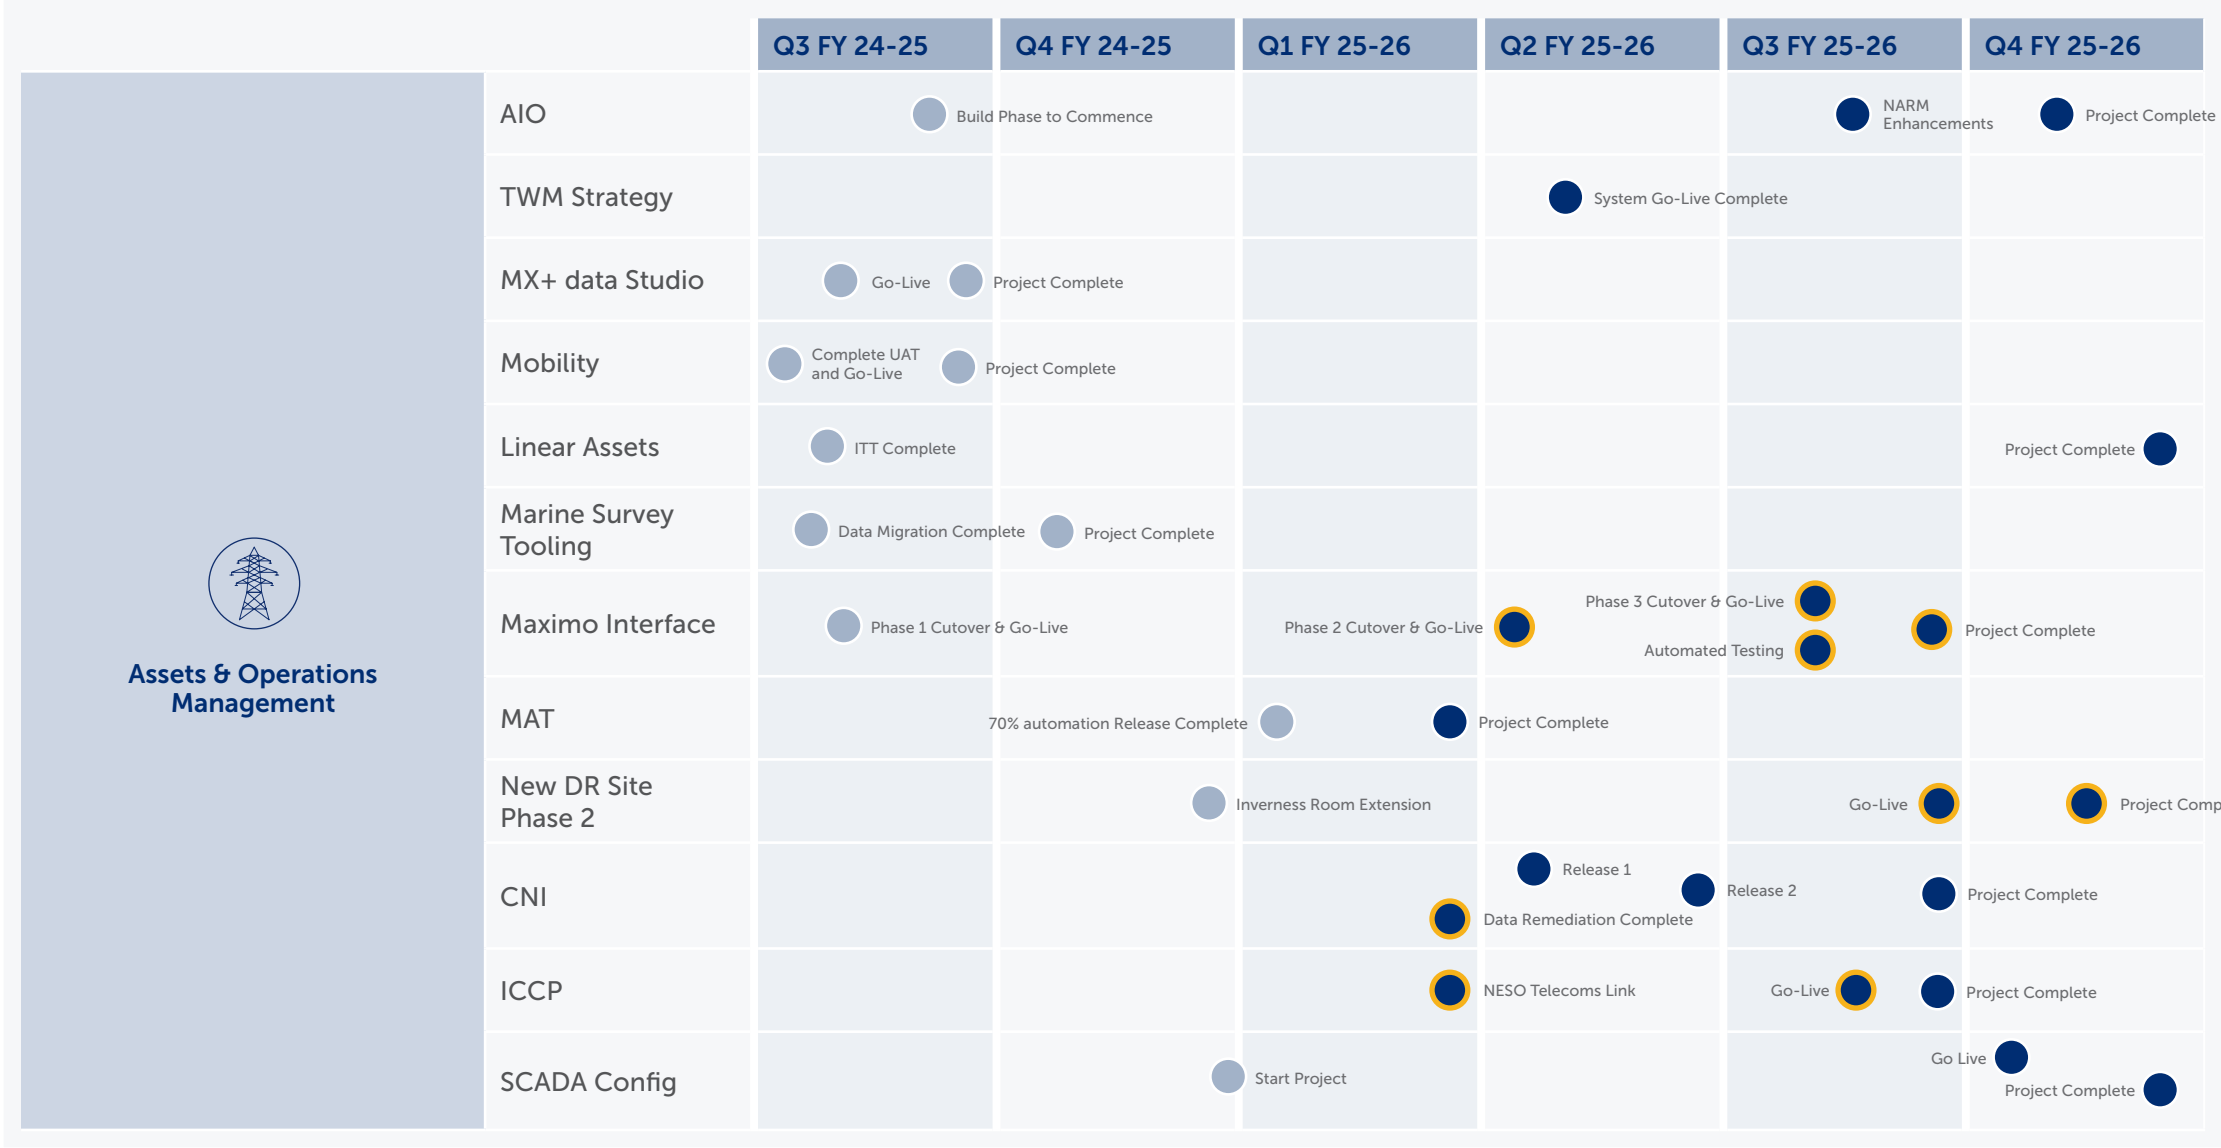 Q3 FY 24-25
Q4 FY 24-25
Q1 FY 25-26
Q2 FY 25-26
Q3 FY 25-26
Q4 FY 25-26
Assets & Operations
Management
AIO
Build Phase to Commence
NARM
Enhancements
Project Complete
TWM Strategy
System Go-Live Complete
MX+ data Studio
Go-Live
Project Complete
Mobility
Complete UAT
and Go-Live
Project Complete
Linear Assets
ITT Complete
Project Complete
Marine Survey
Tooling
Data Migration Complete
Project Complete
Maximo Interface
Phase 1 Cutover & Go-Live
Phase 2 Cutover & Go-Live
Phase 3 Cutover & Go-Live
Automated Testing
Project Complete
MAT
70% automation Release Complete
Project Complete
New DR Site
Phase 2
Inverness Room Extension
Go-Live
Project Comp
CNI
Release 1
Release 2
Data Remediation Complete
Project Complete
ICCP
NESO Telecoms Link
Go-Live
Project Complete
SCADA Config
Start Project
Go Live
Project Complete